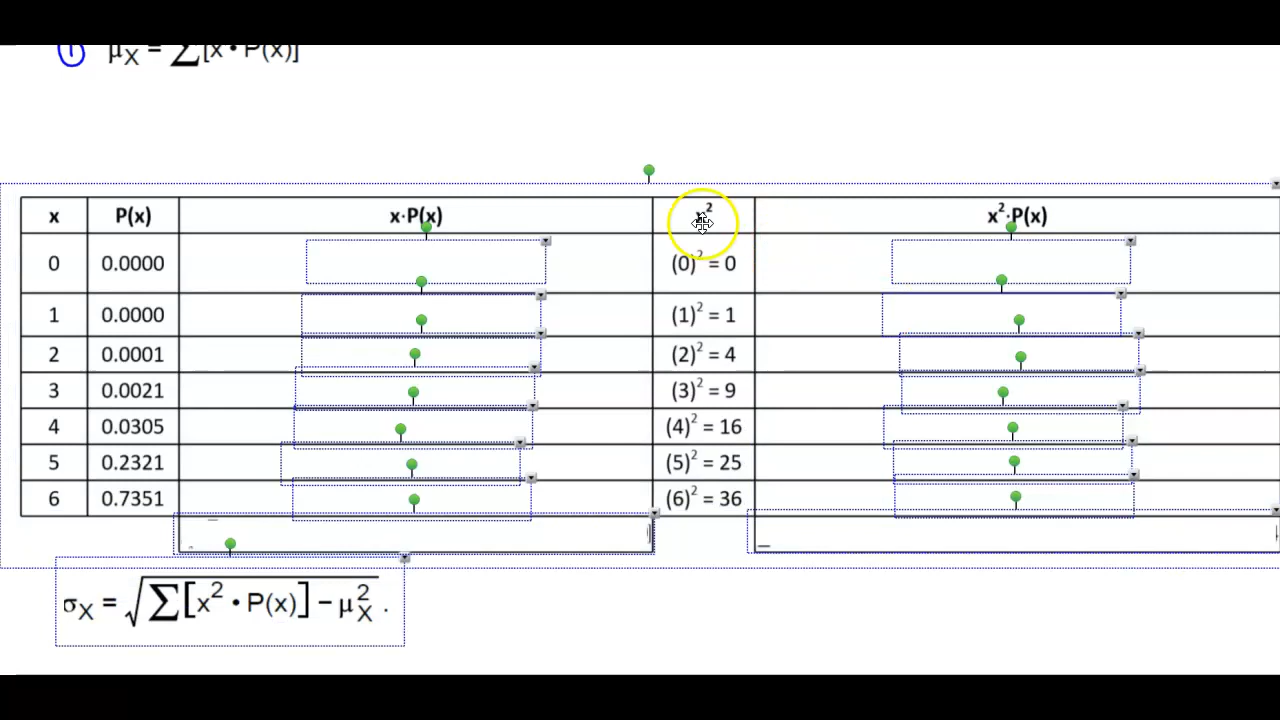 ① μX = ∑[x • P(x)]
x P(x) x·P(x) x² x²·P(x)
0 0.0000 (0)² = 0
1 0.0000 (1)² = 1
2 0.0001 (2)² = 4
3 0.0021 (3)² = 9
4 0.0305 (4)² = 16
5 0.2321 (5)² = 25
6 0.7351 (6)² = 36
σX = √∑[x² • P(x)] − μX² .